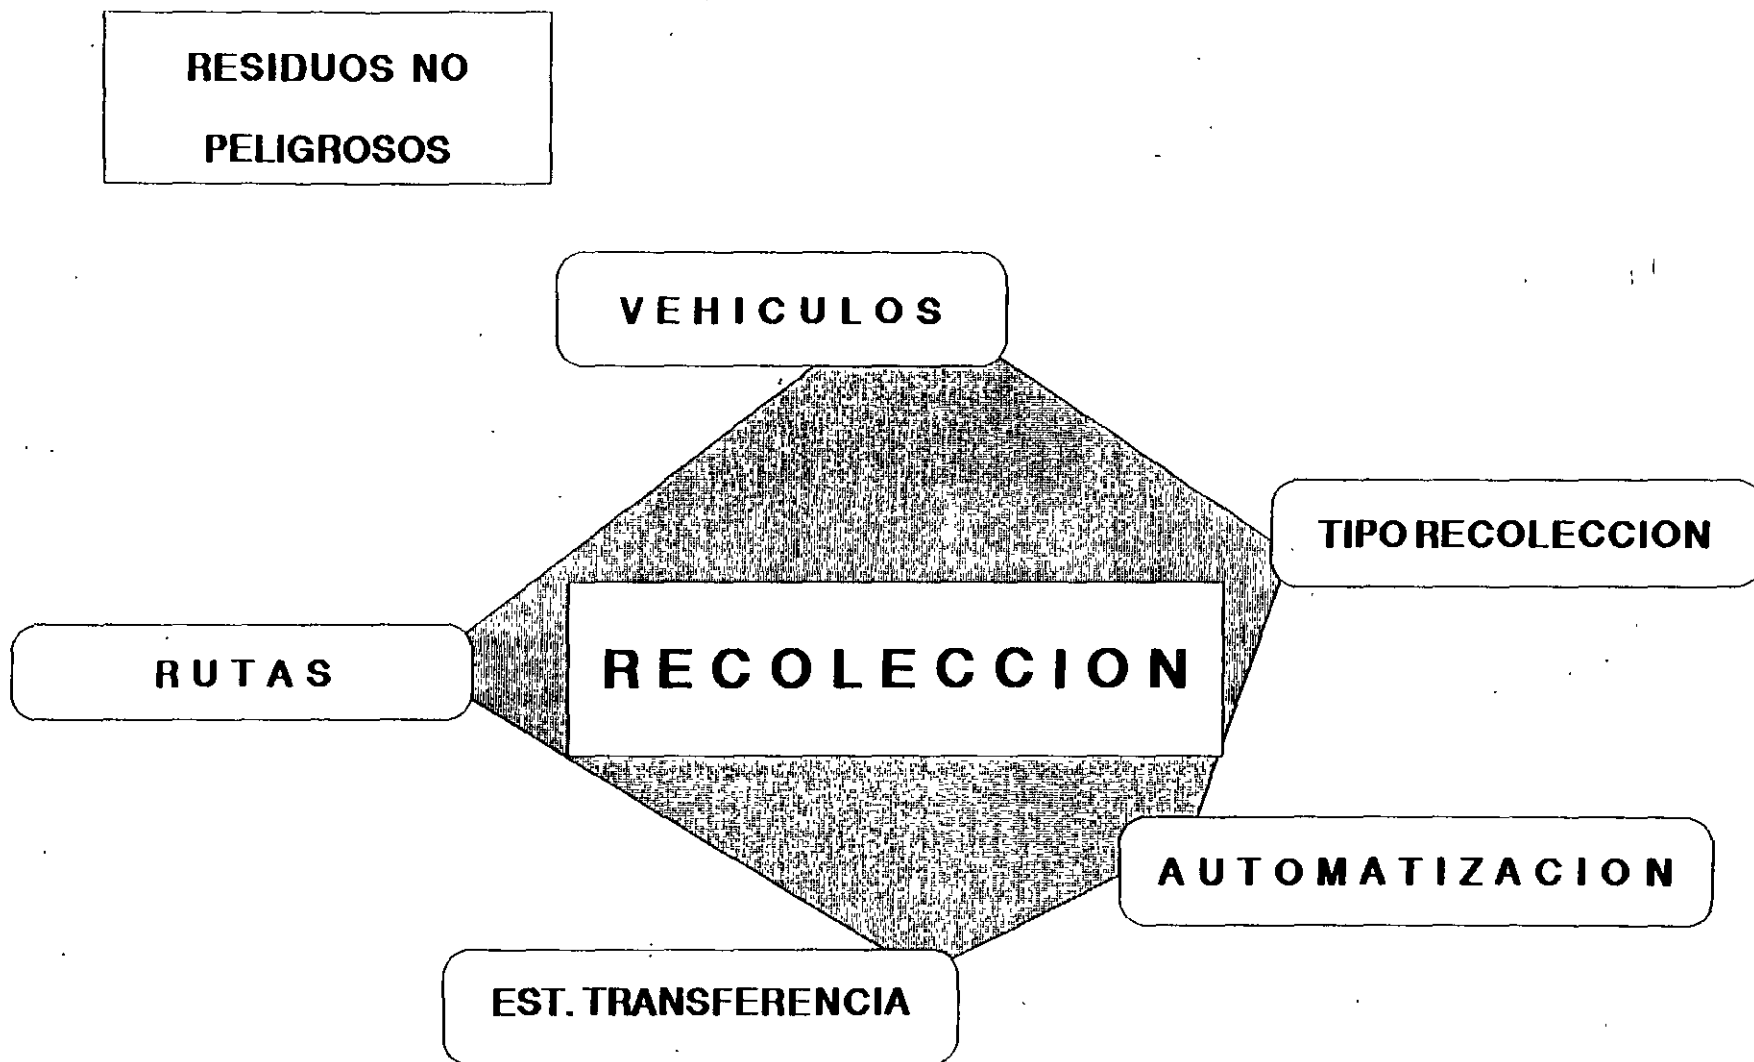 RESIDUOS NO
PELIGROSOS
VEHICULOS
TIPO RECOLECCION
RUTAS
RECOLECCION
AUTOMATIZACION
EST. TRANSFERENCIA